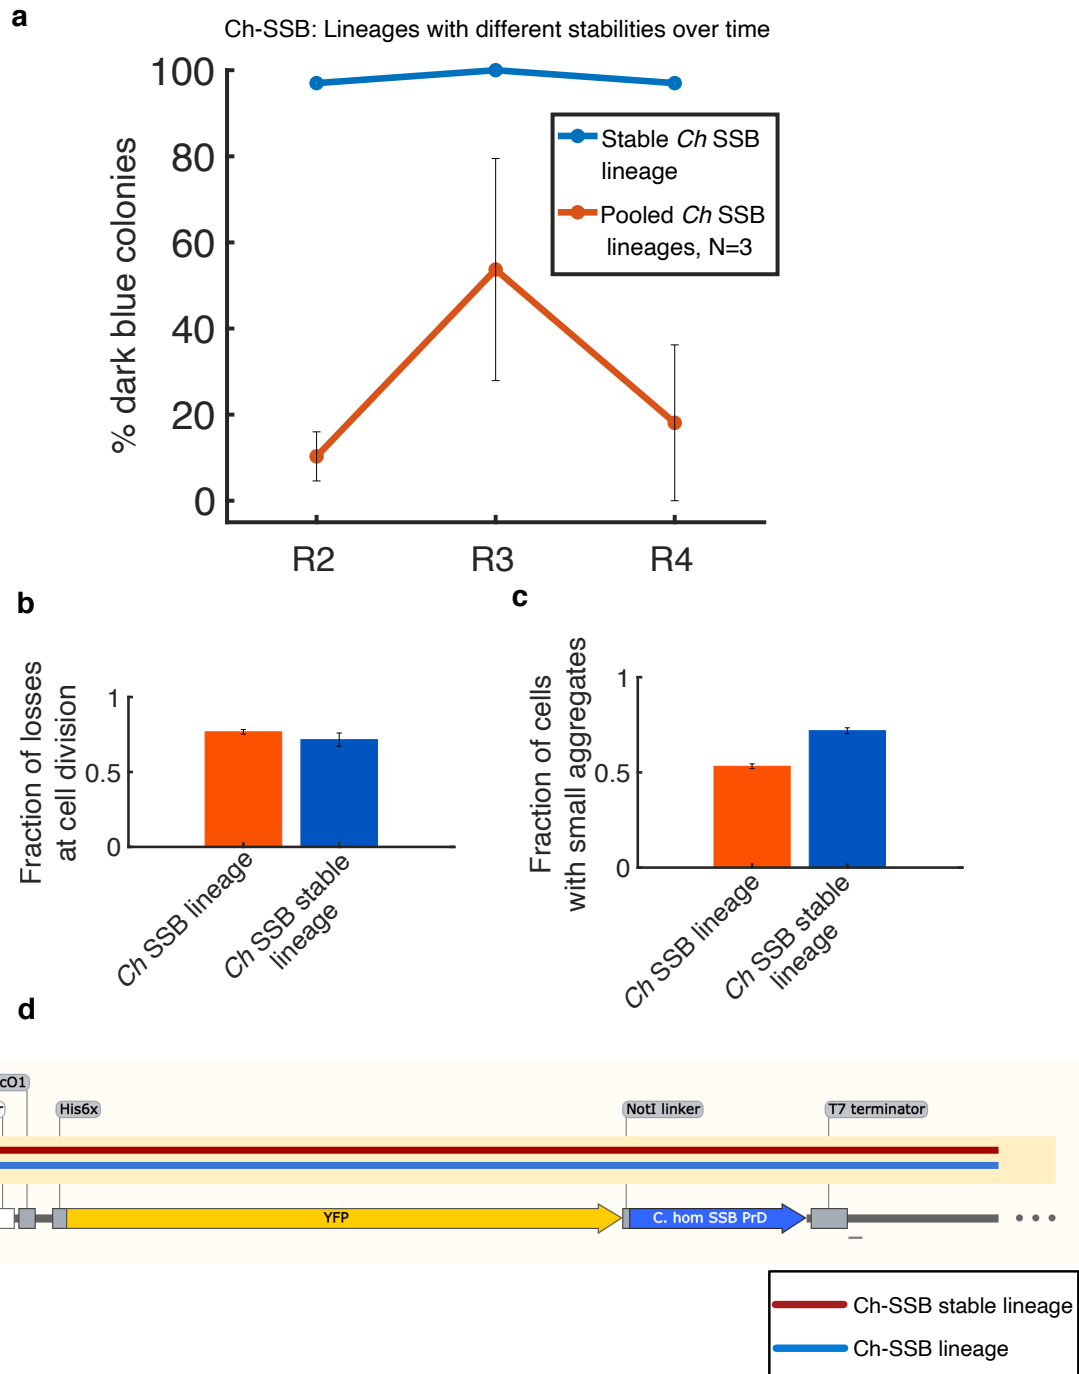 a
Ch-SSB: Lineages with different stabilities over time
% dark blue colonies
100
80
60
40
20
0
R2
R3
R4
Stable Ch SSB
lineage
Pooled Ch SSB
lineages, N=3
b
Fraction of losses
at cell division
1
0.5
0
Ch SSB lineage
Ch SSB stable
lineage
c
Fraction of cells
with small aggregates
1
0.5
0
Ch SSB lineage
Ch SSB stable
lineage
d
cO1
r
His6x
NotI linker
T7 terminator
YFP
C. hom SSB PrD
Ch-SSB stable lineage
Ch-SSB lineage